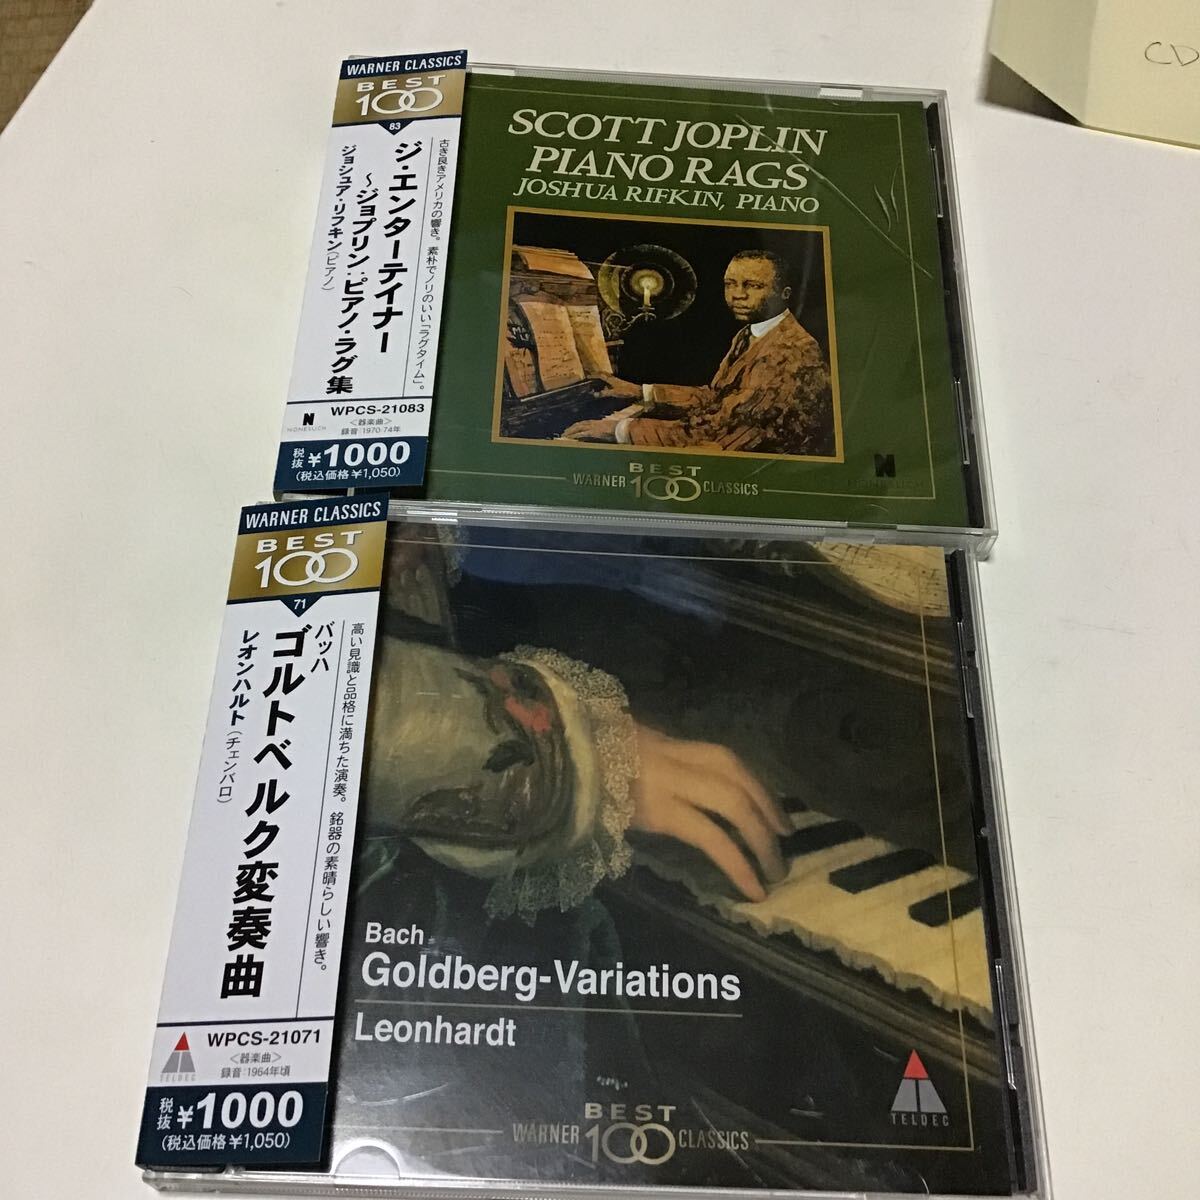 CD
WARNER CLASSICS
BEST
100
83
古き良きアメリカの響き。素朴でノリのいい「ラグタイム」。
ジ・エンターテイナー
〜ジョプリン:ピアノ・ラグ集
ジョシュア・リフキン(ピアノ)
N
NONESUCH
WPCS-21083
<器楽曲>
録音:1970-74年
税抜 ¥1000
(税込価格¥1,050)
SCOTT JOPLIN
PIANO RAGS
JOSHUA RIFKIN, PIANO
BEST
WARNER 100 CLASSICS
N
NONESUCH
WARNER CLASSICS
BEST
100
71
高い見識と品格に満ちた演奏。銘器の素晴らしい響き。
バッハ
ゴルトベルク変奏曲
レオンハルト(チェンバロ)
TELDEC
WPCS-21071
<器楽曲>
録音:1964年頃
税抜 ¥1000
(税込価格¥1,050)
Bach
Goldberg-Variations
Leonhardt
BEST
WARNER 100 CLASSICS
TELDEC